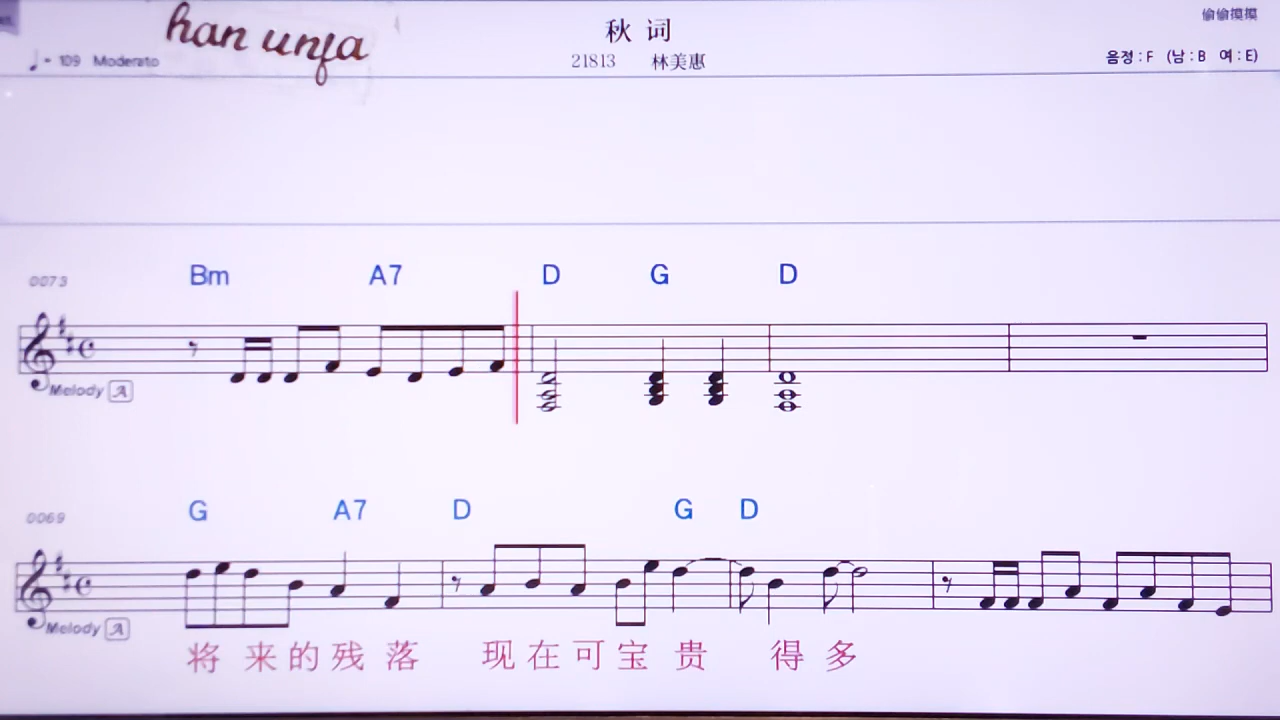 han unja
秋 词
偷偷摸摸
♩= 109 Moderato
21813 林美惠
음정 : F (남 : B 여 : E)
0073 Bm A7 D G D
Melody A
0069 G A7 D G D
Melody A
将 来 的 残 落 现 在 可 宝 贵 得 多